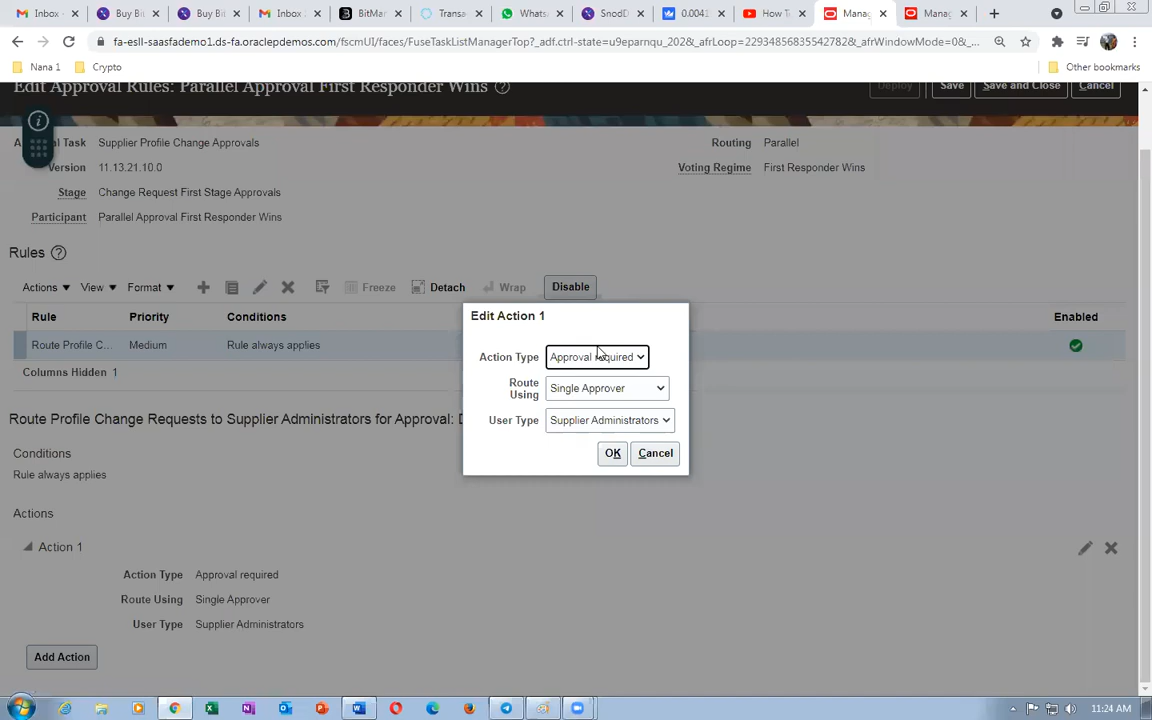 Inbox -
Buy Bit
Buy Bit
Inbox
BitMar
Transac
Whats
SnodD
0.0041
How T
Mana
Mana
fa-esll-saasfademo1.ds-fa.oraclepdemos.com/fscmUI/faces/FuseTaskListManagerTop?_adf.ctrl-state=u9eparnqu_202&_afrLoop=229348568355427782&_afrWindowMode=0&_...
Nana 1
Crypto
Other bookmarks
Edit Approval Rules: Parallel Approval First Responder Wins
Deploy
Save
Save and Close
Cancel
Task
Supplier Profile Change Approvals
Routing
Parallel
Version
11.13.21.10.0
Voting Regime
First Responder Wins
Stage
Change Request First Stage Approvals
Participant
Parallel Approval First Responder Wins
Rules
Actions
View
Format
Freeze
Detach
Wrap
Disable
Rule
Priority
Conditions
Enabled
Route Profile C...
Medium
Rule always applies
Columns Hidden 1
Edit Action 1
Action Type
Approval required
Route
Using
Single Approver
User Type
Supplier Administrators
OK
Cancel
Route Profile Change Requests to Supplier Administrators for Approval: D
Conditions
Rule always applies
Actions
Action 1
Action Type
Approval required
Route Using
Single Approver
User Type
Supplier Administrators
Add Action
11:24 AM